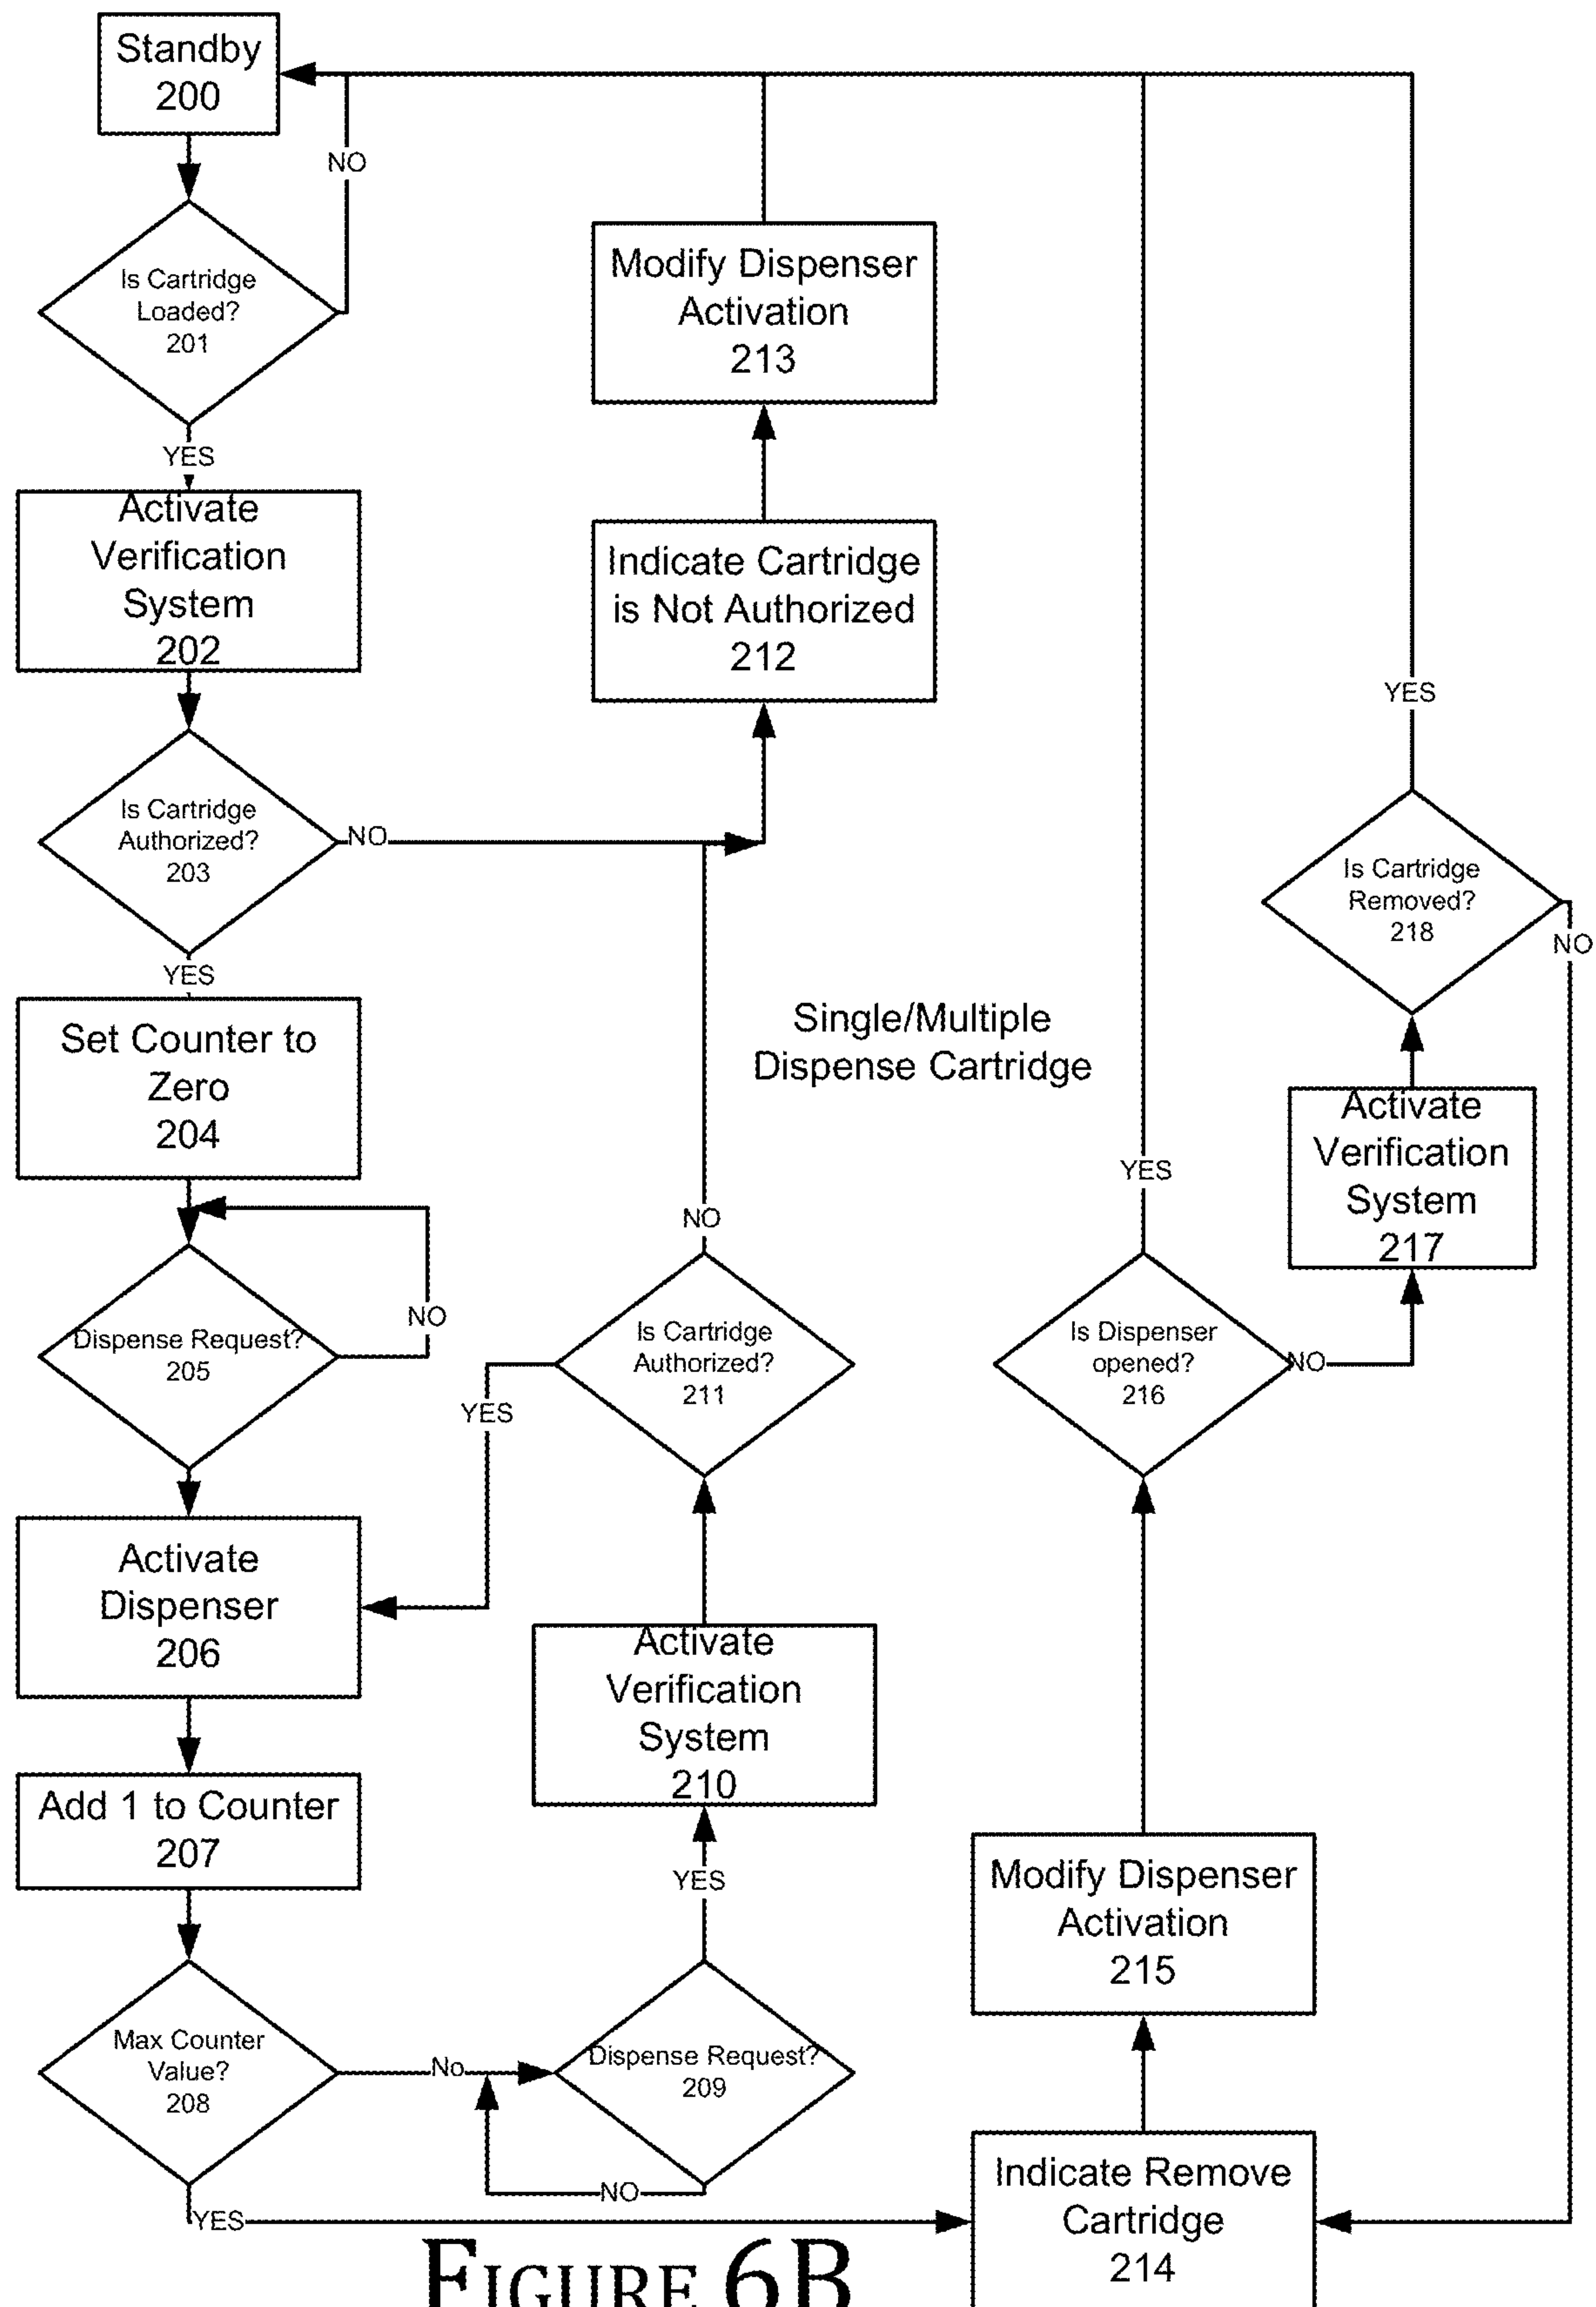 Standby
200
NO
Is Cartridge
Loaded?
201
YES
Activate
Verification
System
202
Is Cartridge
Authorized?
203
NO
YES
Set Counter to
Zero
204
Dispense Request?
205
NO
Activate
Dispenser
206
Add 1 to Counter
207
Max Counter
Value?
208
No
YES
Dispense Request?
209
NO
YES
Activate
Verification
System
210
Is Cartridge
Authorized?
211
YES
NO
Indicate Cartridge
is Not Authorized
212
Modify Dispenser
Activation
213
Single/Multiple
Dispense Cartridge
Indicate Remove
Cartridge
214
Modify Dispenser
Activation
215
Is Dispenser
opened?
216
YES
NO
Activate
Verification
System
217
Is Cartridge
Removed?
218
YES
NO
FIGURE 6B